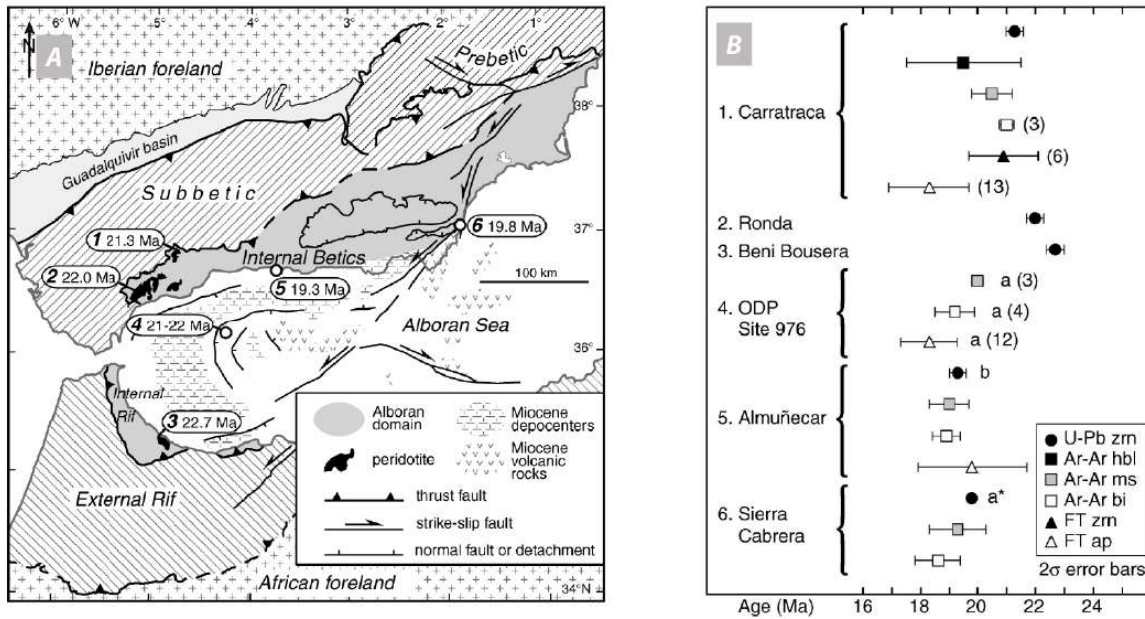 6° W
5
4
3
2
1°
N
A
Iberian foreland
Prebetic
38°
Guadalquivir basin
Subbetic
37°
6 19.8 Ma
1 21.3 Ma
Internal Betics
2 22.0 Ma
100 km
5
19.3 Ma
4 21-22 Ma
Alboran Sea
36°
Internal
Rif
3
22.7 Ma
External Rif
African foreland
34°N
Alboran
domain
Miocene
depocenters
peridotite
Miocene
volcanic
rocks
thrust fault
strike-slip fault
normal fault or detachment
B
1. Carratraca
(3)
(6)
(13)
2. Ronda
3. Beni Bousera
4. ODP
Site 976
a (3)
a (4)
a (12)
5. Almuñecar
b
6. Sierra
Cabrera
a*
U-Pb zrn
Ar-Ar hbl
Ar-Ar ms
Ar-Ar bi
FT zrn
FT ap
2σ error bars
Age (Ma) 16 18 20 22 24